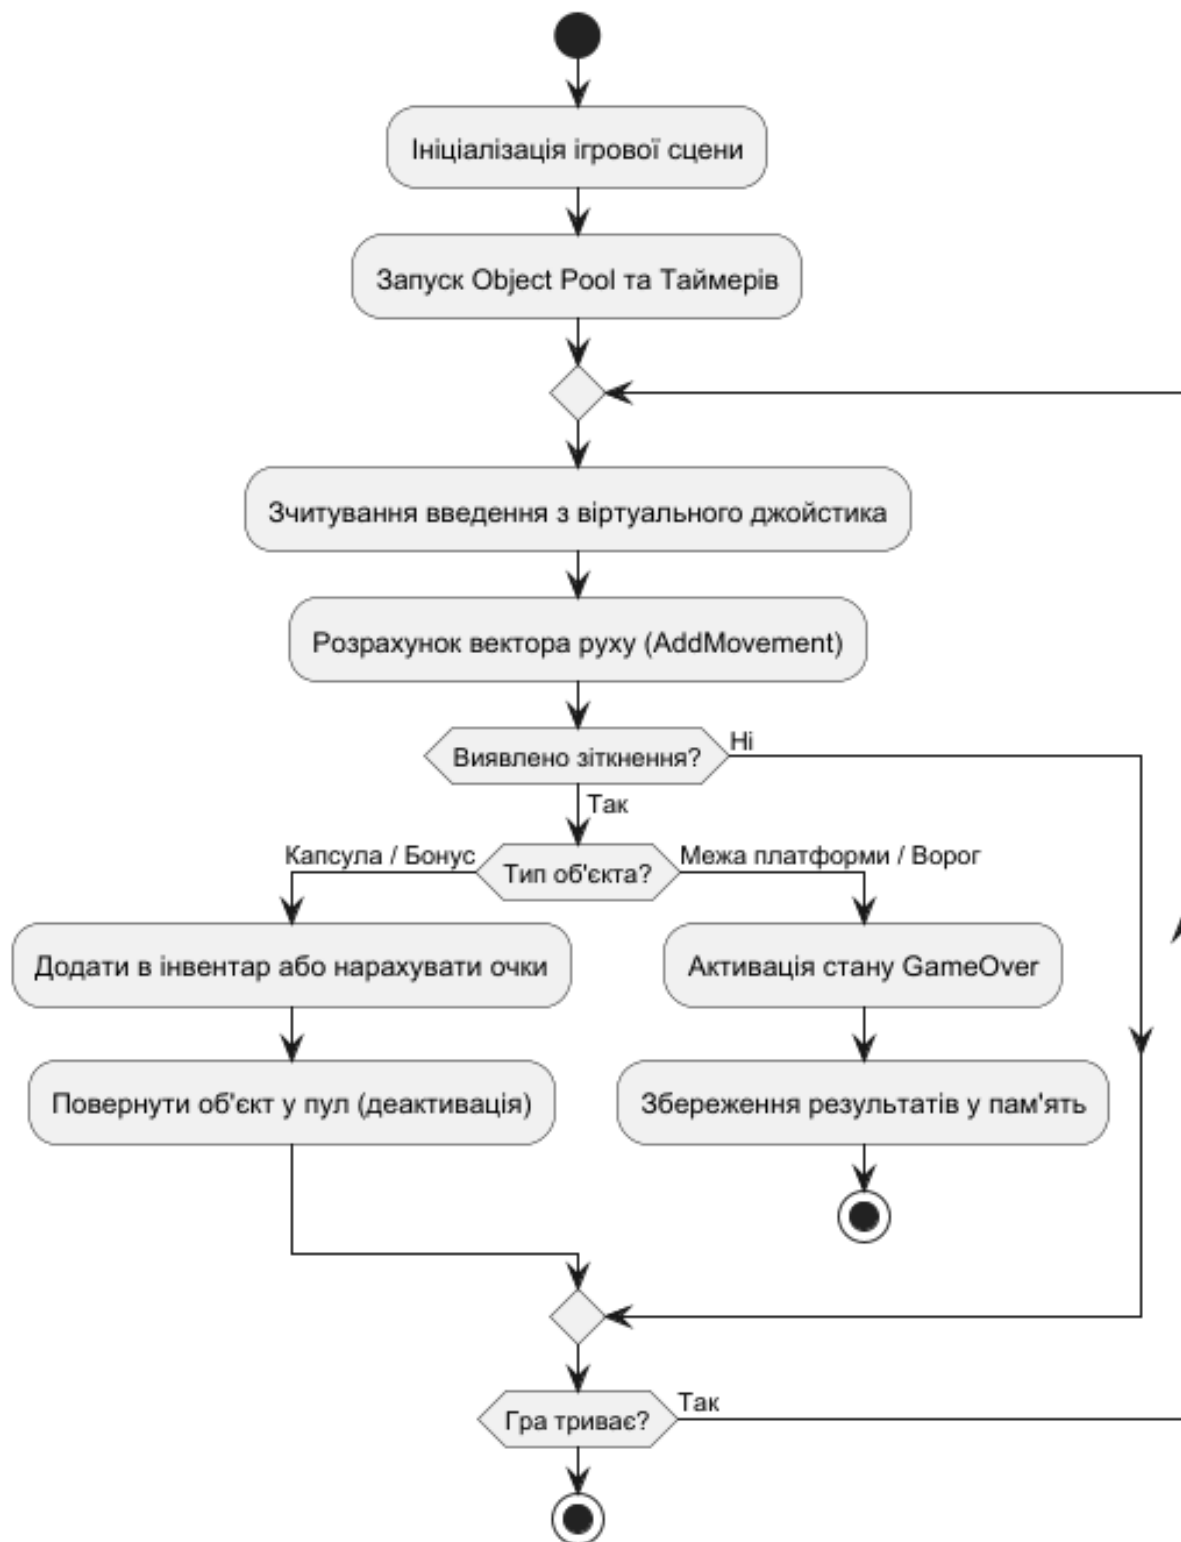 Ініціалізація ігрової сцени
Запуск Object Pool та Таймерів
Зчитування введення з віртуального джойстика
Розрахунок вектора руху (AddMovement)
Виявлено зіткнення?
Ні
Так
Капсула / Бонус
Тип об'єкта?
Межа платформи / Ворог
Додати в інвентар або нарахувати очки
Активація стану GameOver
Повернути об'єкт у пул (деактивація)
Збереження результатів у пам'ять
Гра триває?
Так